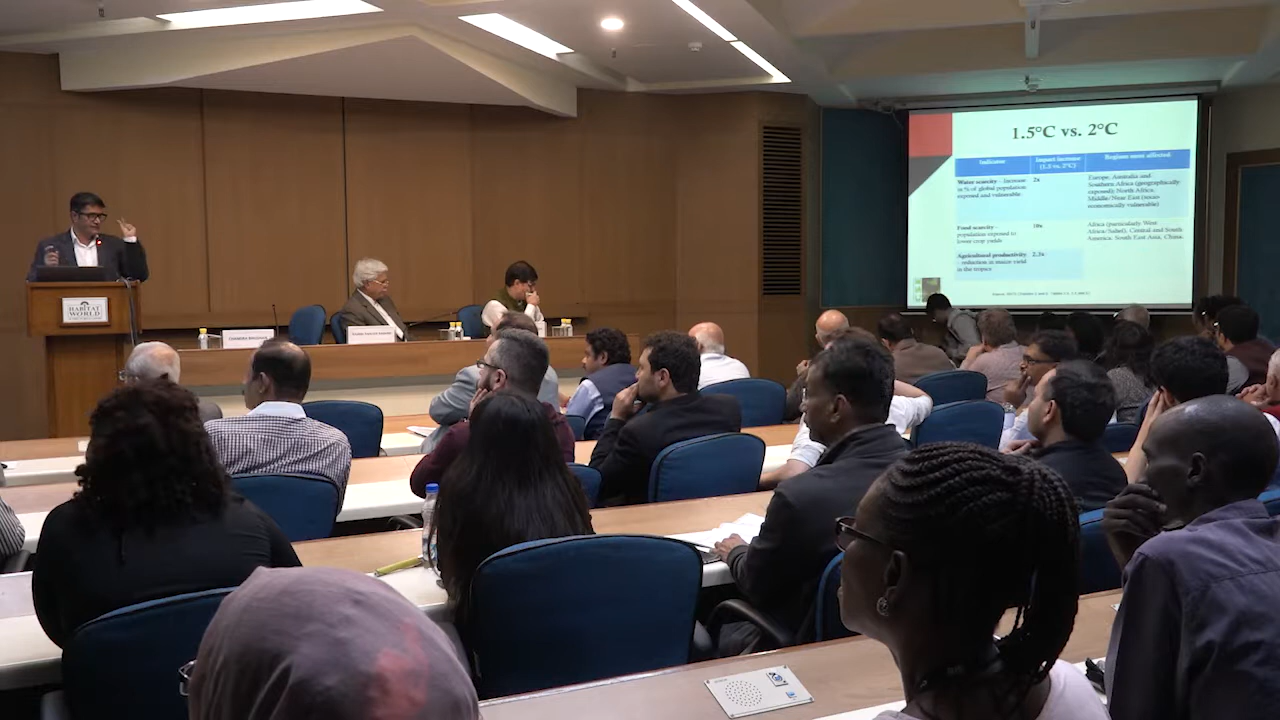 1.5°C vs. 2°C
Indicator
Impact increase
(1.5 vs. 2°C)
Regions most affected
Water scarcity - Increase
in % of global population
exposed and vulnerable
2x
Europe, Australia and
Southern Africa (geographically
exposed); North Africa,
Middle/Near East (socio-
economically vulnerable)
Food scarcity -
population exposed to
lower crop yields
10x
Africa (particularly West
Africa/Sahel), Central and South
America, South East Asia, China.
Agricultural productivity
- reduction in maize yield
in the tropics
2.3x
HABITAT
WORLD
CHANDRA BHUSHAN